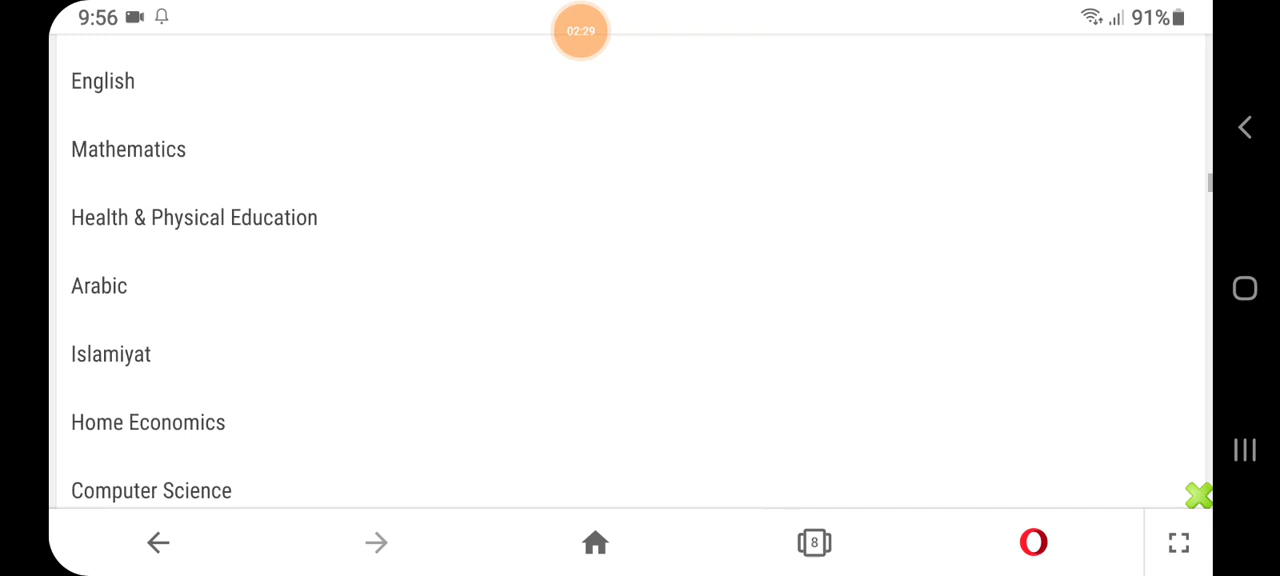 9:56
02:29
91%
English
Mathematics
Health & Physical Education
Arabic
Islamiyat
Home Economics
Computer Science
8